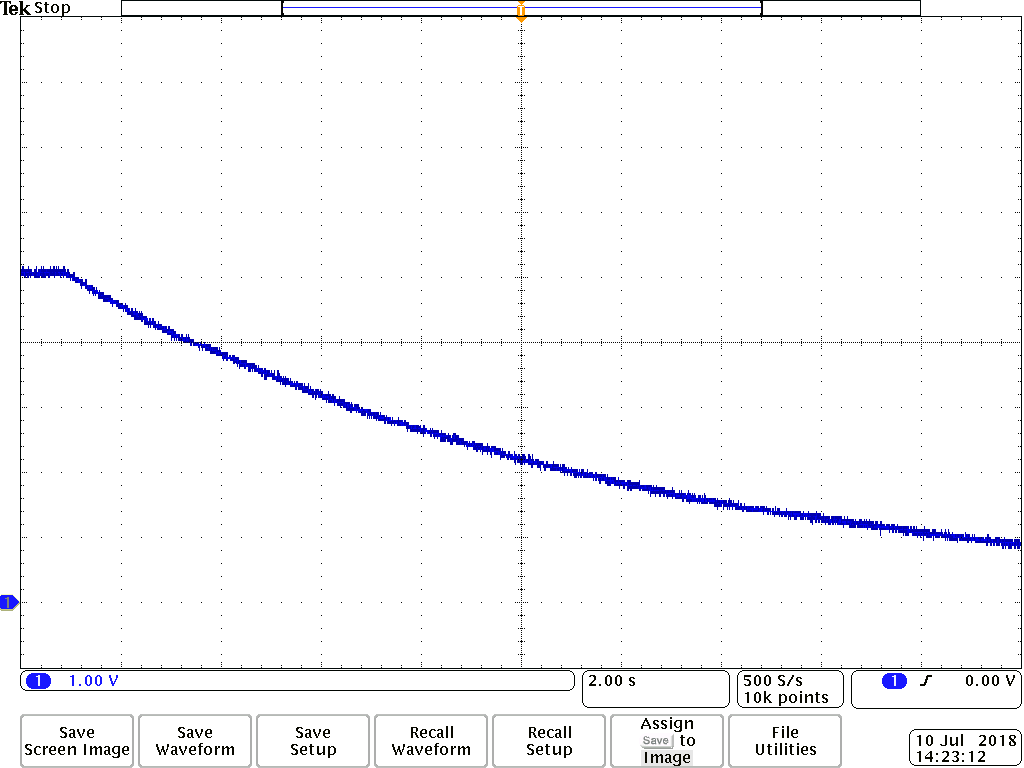 Tek Stop
T
1
1 1.00 V
2.00 s
500 S/s
10k points
1 0.00 V
Save
Screen Image
Save
Waveform
Save
Setup
Recall
Waveform
Recall
Setup
Assign
Save to
Image
File
Utilities
10 Jul 2018
14:23:12